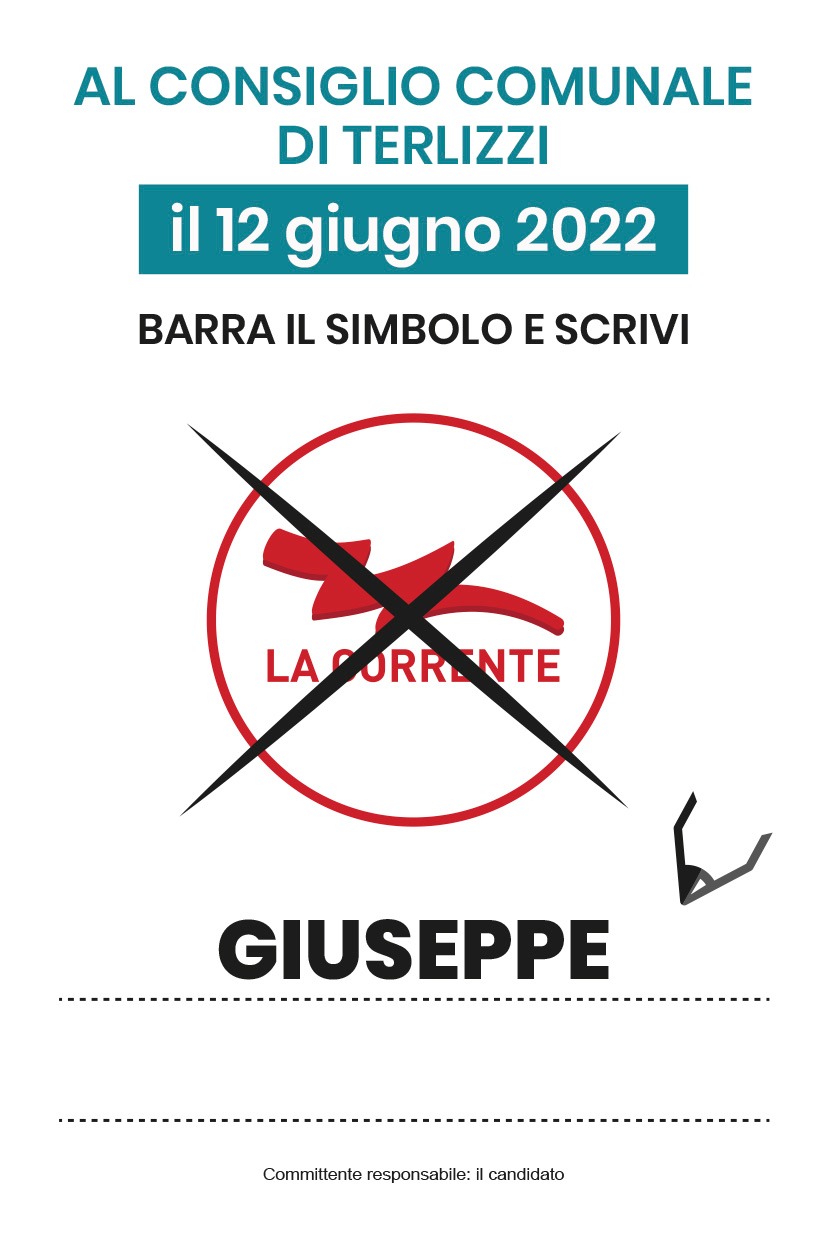 AL CONSIGLIO COMUNALE
DI TERLIZZI
il 12 giugno 2022
BARRA IL SIMBOLO E SCRIVI
LA CORRENTE
GIUSEPPE
Committente responsabile: il candidato